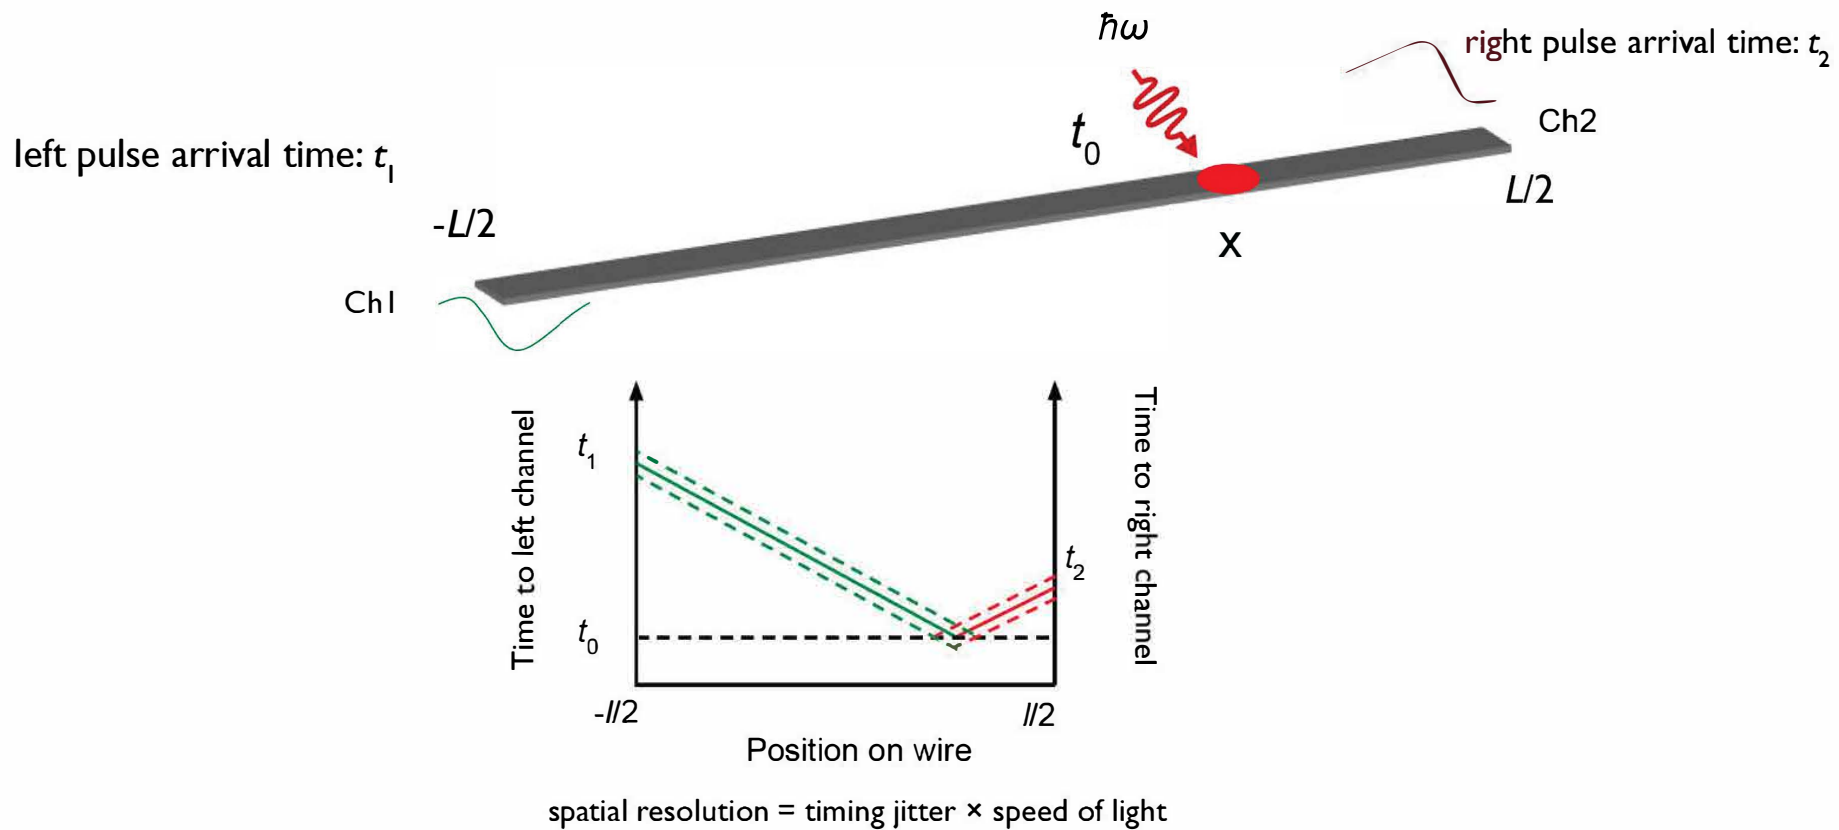 ħω
right pulse arrival time: t₂
Ch2
t₀
left pulse arrival time: t₁
L/2
-L/2
x
Ch1
Time to left channel
Time to right channel
t₁
t₂
t₀
-l/2
l/2
Position on wire
spatial resolution = timing jitter × speed of light